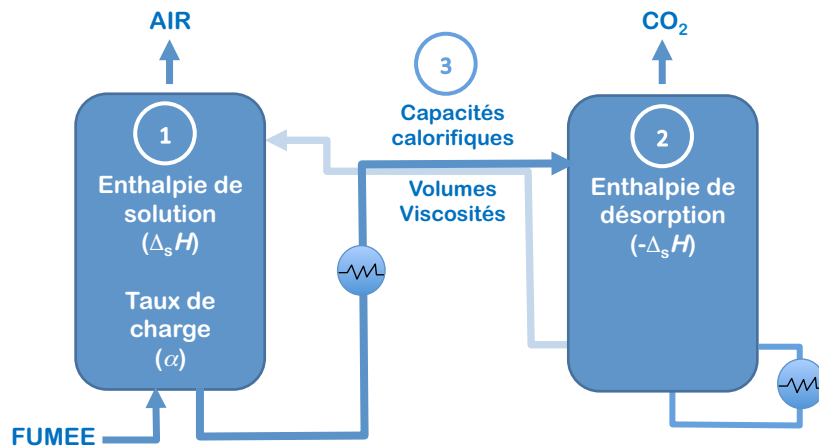 AIR
1
Enthalpie de
solution
(ΔₛH)
Taux de
charge
(α)
FUMEE
3
Capacités
calorifiques
Volumes
Viscosités
CO₂
2
Enthalpie de
désorption
(-ΔₛH)